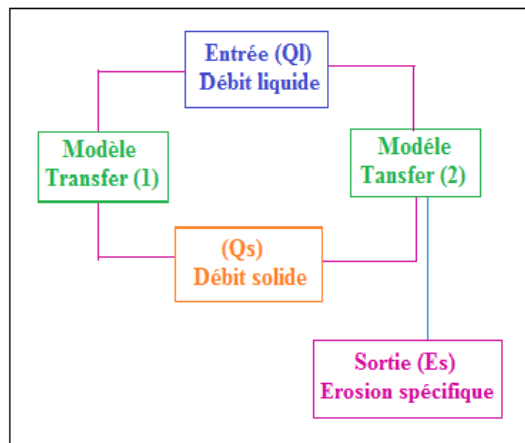 Entrée (Ql)
Débit liquide
Modèle
Transfer (1)
Modéle
Tansfer (2)
(Qs)
Débit solide
Sortie (Es)
Erosion spécifique